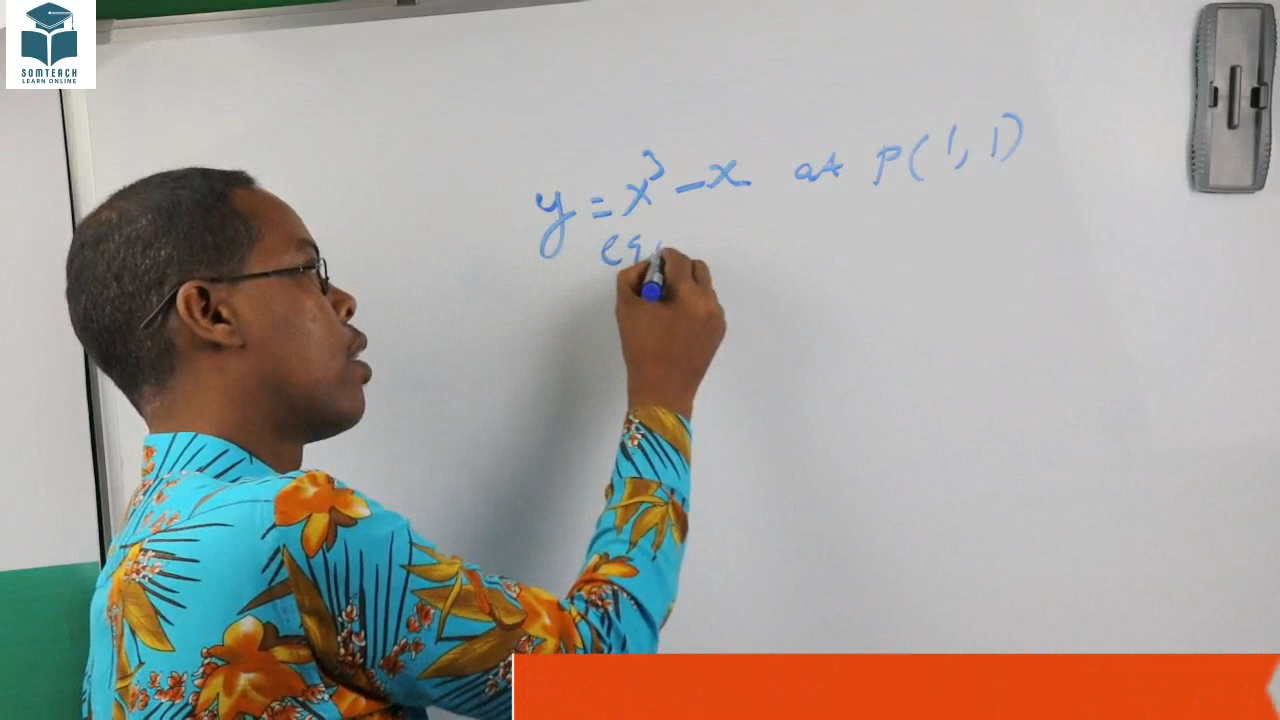 SOMTEACH
LEARN ONLINE
y = x³ - x at P(1,1)
eq